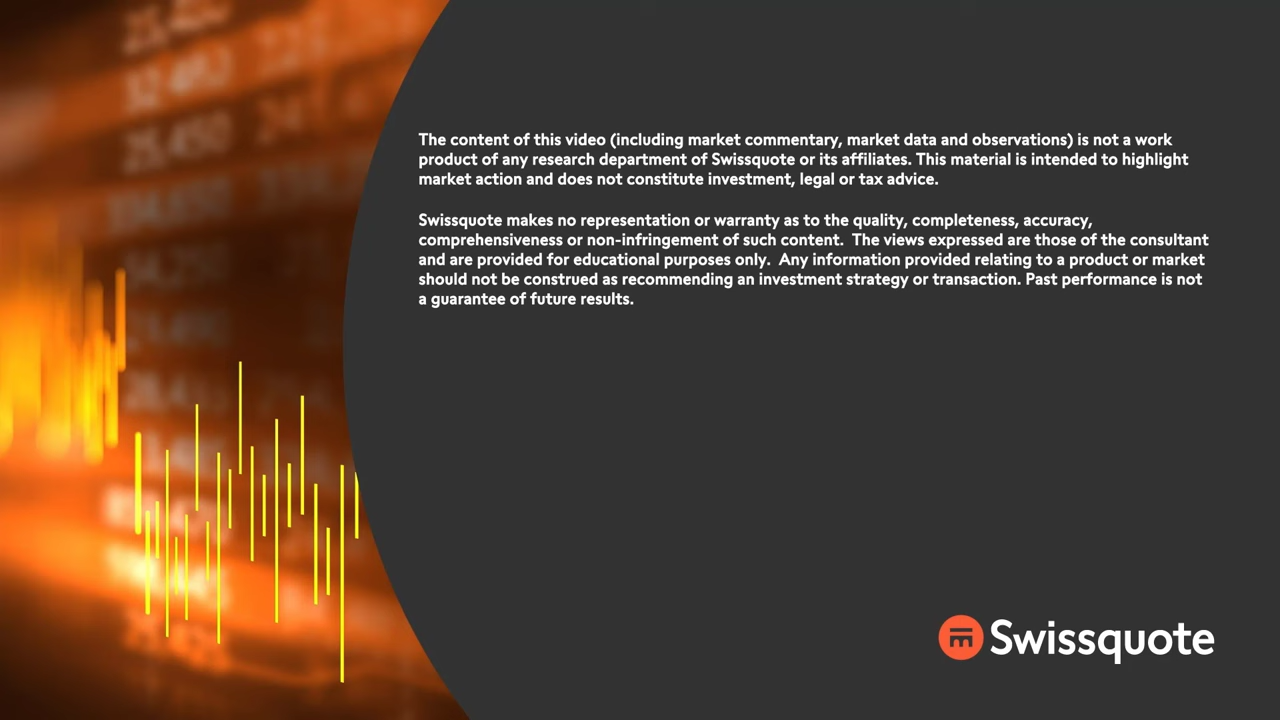 The content of this video (including market commentary, market data and observations) is not a work
product of any research department of Swissquote or its affiliates. This material is intended to highlight
market action and does not constitute investment, legal or tax advice.
Swissquote makes no representation or warranty as to the quality, completeness, accuracy,
comprehensiveness or non-infringement of such content.  The views expressed are those of the consultant
and are provided for educational purposes only.  Any information provided relating to a product or market
should not be construed as recommending an investment strategy or transaction. Past performance is not
a guarantee of future results.
Swissquote